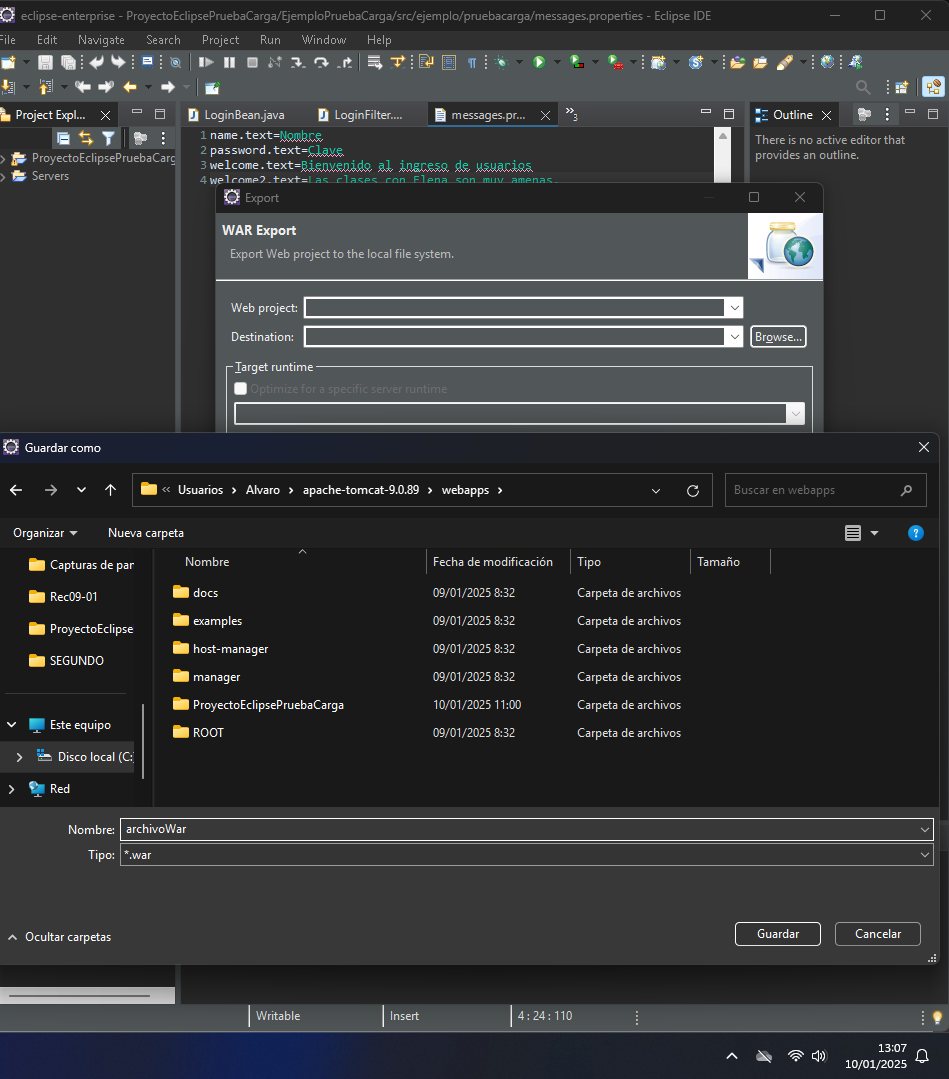 eclipse-enterprise - ProyectoEclipsePruebaCarga/EjemploPruebaCarga/src/ejemplo/pruebacarga/messages.properties - Eclipse IDE
File Edit Navigate Search Project Run Window Help
Project Expl...
LoginBean.java
LoginFilter....
messages.pr...
»3
Outline
ProyectoEclipsePruebaCarg
Servers
1 name.text=Nombre
2 password.text=Clave
3 welcome.text=Bienvenido al ingreso de usuarios
4 welcome2.text=Las clases con Elena son muy amenas.
There is no active editor that
provides an outline.
Export
WAR Export
Export Web project to the local file system.
Web project:
Destination:
Browse...
Target runtime
Optimize for a specific server runtime
Guardar como
« Usuarios › Alvaro › apache-tomcat-9.0.89 › webapps ›
Buscar en webapps
Organizar
Nueva carpeta
Capturas de par
Rec09-01
ProyectoEclipse
SEGUNDO
Este equipo
Disco local (C:
Red
Nombre Fecha de modificación Tipo Tamaño
docs 09/01/2025 8:32 Carpeta de archivos
examples 09/01/2025 8:32 Carpeta de archivos
host-manager 09/01/2025 8:32 Carpeta de archivos
manager 09/01/2025 8:32 Carpeta de archivos
ProyectoEclipsePruebaCarga 10/01/2025 11:00 Carpeta de archivos
ROOT 09/01/2025 8:32 Carpeta de archivos
Nombre: archivoWar
Tipo: *.war
Ocultar carpetas
Guardar
Cancelar
Writable
Insert
4 : 24 : 110
13:07
10/01/2025